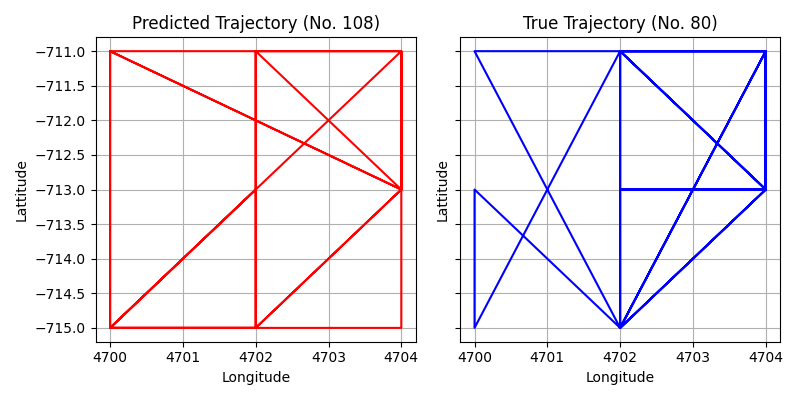 Predicted Trajectory (No. 108)
True Trajectory (No. 80)
Lattitude
−711.0
−711.5
−712.0
−712.5
−713.0
−713.5
−714.0
−714.5
−715.0
4700 4701 4702 4703 4704
Longitude
Lattitude
4700 4701 4702 4703 4704
Longitude